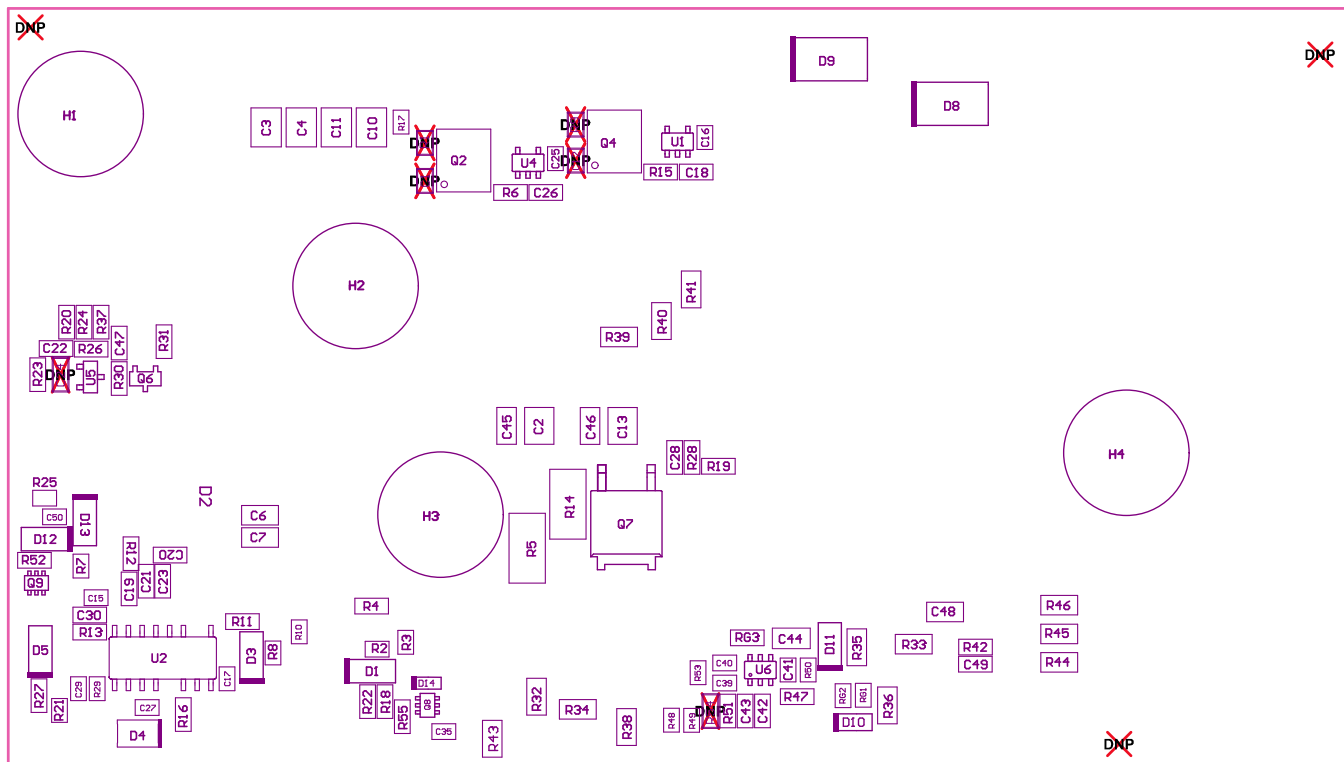 DNP
DNP
D9
D8
H1
C3
C4
C11
C10
R17
DNP
DNP
Q2
U4
C25
DNP
DNP
Q4
U1
C16
R15
C18
R6
C26
H2
R41
R40
R39
R20
R24
R37
C47
R31
C22
R26
R23
DNP
U5
R30
Q6
C45
C2
C46
C13
C28
R28
R19
H4
R25
D2
C50
D13
D12
C6
C7
H3
R14
R5
Q7
R52
R7
R12
C20
Q9
C19
C21
C23
C15
C30
R13
R11
R10
R4
C48
R46
R45
R44
D5
U2
D3
R8
R3
R2
D1
D14
RG3
C44
D11
R35
R33
R42
C49
R53
C40
C39
U6
C41
R50
R27
R21
C29
R29
C17
C27
R16
D4
R22
R18
R55
Q8
C35
R43
R32
R34
R38
R48
R49
DNP
R51
C43
C42
R47
RG2
RG1
D10
R36
DNP